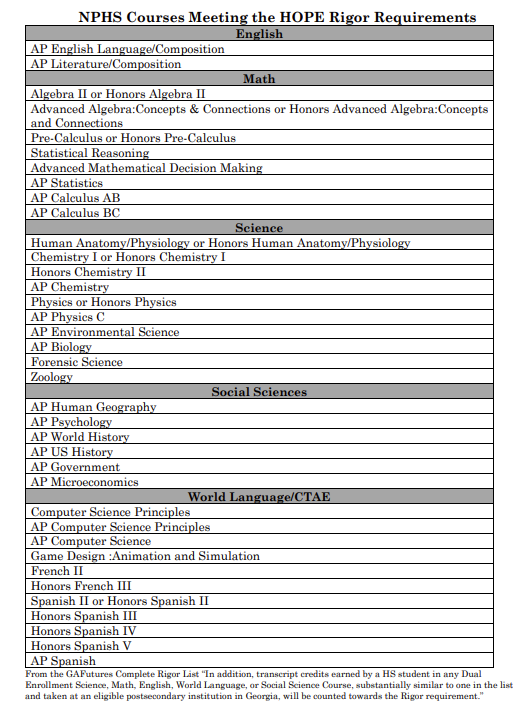 NPHS Courses Meeting the HOPE Rigor Requirements
English
AP English Language/Composition
AP Literature/Composition
Math
Algebra II or Honors Algebra II
Advanced Algebra:Concepts & Connections or Honors Advanced Algebra:Concepts
and Connections
Pre-Calculus or Honors Pre-Calculus
Statistical Reasoning
Advanced Mathematical Decision Making
AP Statistics
AP Calculus AB
AP Calculus BC
Science
Human Anatomy/Physiology or Honors Human Anatomy/Physiology
Chemistry I or Honors Chemistry I
Honors Chemistry II
AP Chemistry
Physics or Honors Physics
AP Physics C
AP Environmental Science
AP Biology
Forensic Science
Zoology
Social Sciences
AP Human Geography
AP Psychology
AP World History
AP US History
AP Government
AP Microeconomics
World Language/CTAE
Computer Science Principles
AP Computer Science Principles
AP Computer Science
Game Design :Animation and Simulation
French II
Honors French III
Spanish II or Honors Spanish II
Honors Spanish III
Honors Spanish IV
Honors Spanish V
AP Spanish
From the GAFutures Complete Rigor List "In addition, transcript credits earned by a HS student in any Dual
Enrollment Science, Math, English, World Language, or Social Science Course, substantially similar to one in the list
and taken at an eligible postsecondary institution in Georgia, will be counted towards the Rigor requirement."